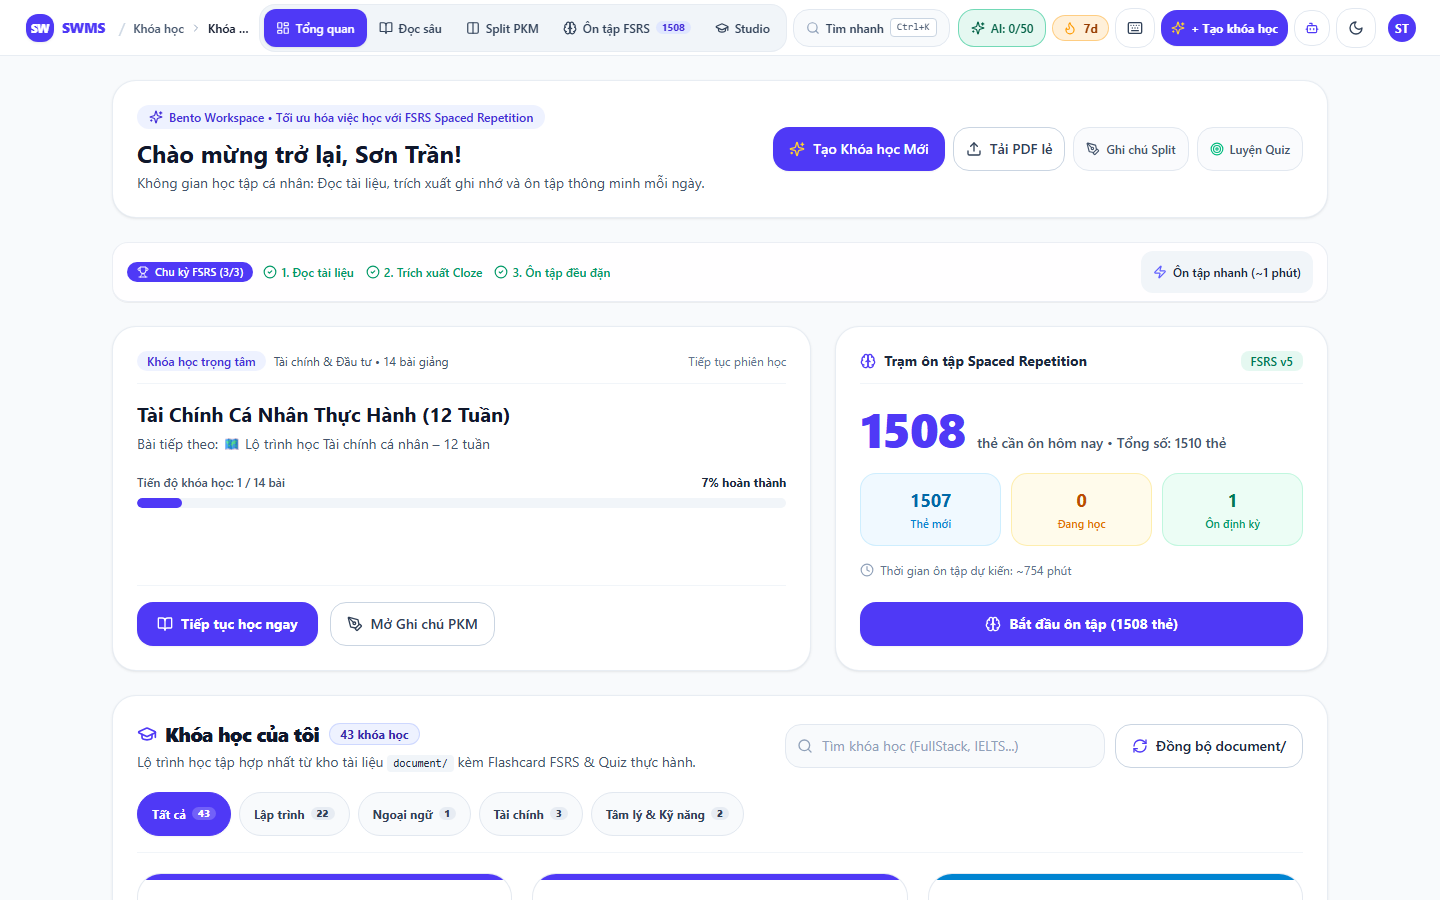 SW SWMS / Khóa học > Khóa ... Tổng quan Đọc sâu Split PKM Ôn tập FSRS 1508 Studio Tìm nhanh Ctrl+K AI: 0/50 7d + Tạo khóa học ST
Bento Workspace • Tối ưu hóa việc học với FSRS Spaced Repetition
Chào mừng trở lại, Sơn Trần!
Không gian học tập cá nhân: Đọc tài liệu, trích xuất ghi nhớ và ôn tập thông minh mỗi ngày.
Tạo Khóa học Mới Tải PDF lẻ Ghi chú Split Luyện Quiz
Chu kỳ FSRS (3/3) 1. Đọc tài liệu 2. Trích xuất Cloze 3. Ôn tập đều đặn Ôn tập nhanh (~1 phút)
Khóa học trọng tâm Tài chính & Đầu tư • 14 bài giảng Tiếp tục phiên học
Tài Chính Cá Nhân Thực Hành (12 Tuần)
Bài tiếp theo: Lộ trình học Tài chính cá nhân – 12 tuần
Tiến độ khóa học: 1 / 14 bài 7% hoàn thành
Tiếp tục học ngay Mở Ghi chú PKM
Trạm ôn tập Spaced Repetition FSRS v5
1508 thẻ cần ôn hôm nay • Tổng số: 1510 thẻ
1507 0 1
Thẻ mới Đang học Ôn định kỳ
Thời gian ôn tập dự kiến: ~754 phút
Bắt đầu ôn tập (1508 thẻ)
Khóa học của tôi 43 khóa học
Lộ trình học tập hợp nhất từ kho tài liệu document/ kèm Flashcard FSRS & Quiz thực hành.
Tìm khóa học (FullStack, IELTS...) Đồng bộ document/
Tất cả 43 Lập trình 22 Ngoại ngữ 1 Tài chính 3 Tâm lý & Kỹ năng 2